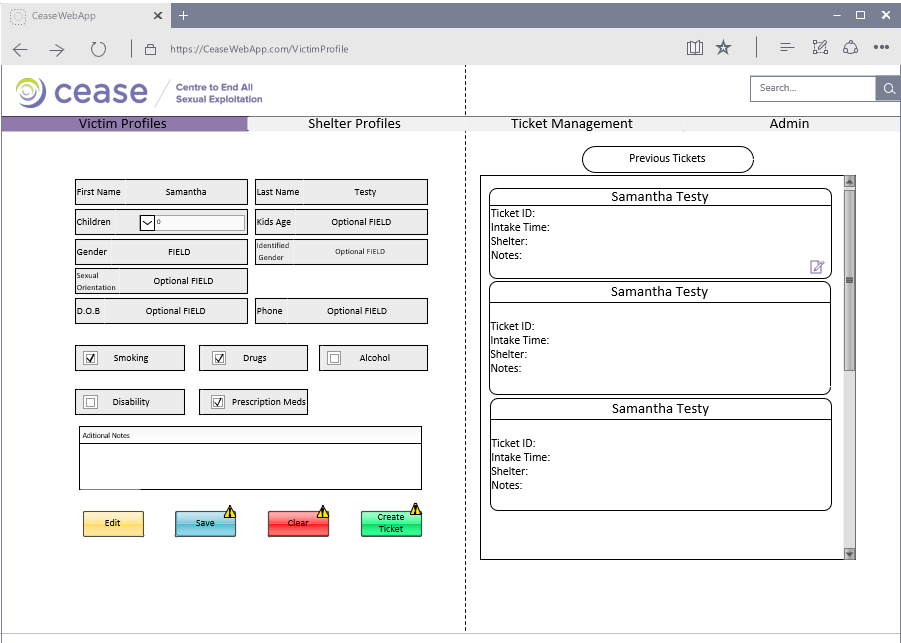 CeaseWebApp
https://CeaseWebApp.com/VictimProfile
cease
Centre to End All
Sexual Exploitation
Search...
Victim Profiles
Shelter Profiles
Ticket Management
Admin
First Name
Samantha
Last Name
Testy
Children
0
Kids Age
Optional FIELD
Gender
FIELD
Identified
Gender
Optional FIELD
Sexual
Orientation
Optional FIELD
D.O.B
Optional FIELD
Phone
Optional FIELD
Smoking
Drugs
Alcohol
Disability
Prescription Meds
Aditional Notes
Edit
Save
Clear
Create
Ticket
Previous Tickets
Samantha Testy
Ticket ID:
Intake Time:
Shelter:
Notes:
Samantha Testy
Ticket ID:
Intake Time:
Shelter:
Notes:
Samantha Testy
Ticket ID:
Intake Time:
Shelter:
Notes: